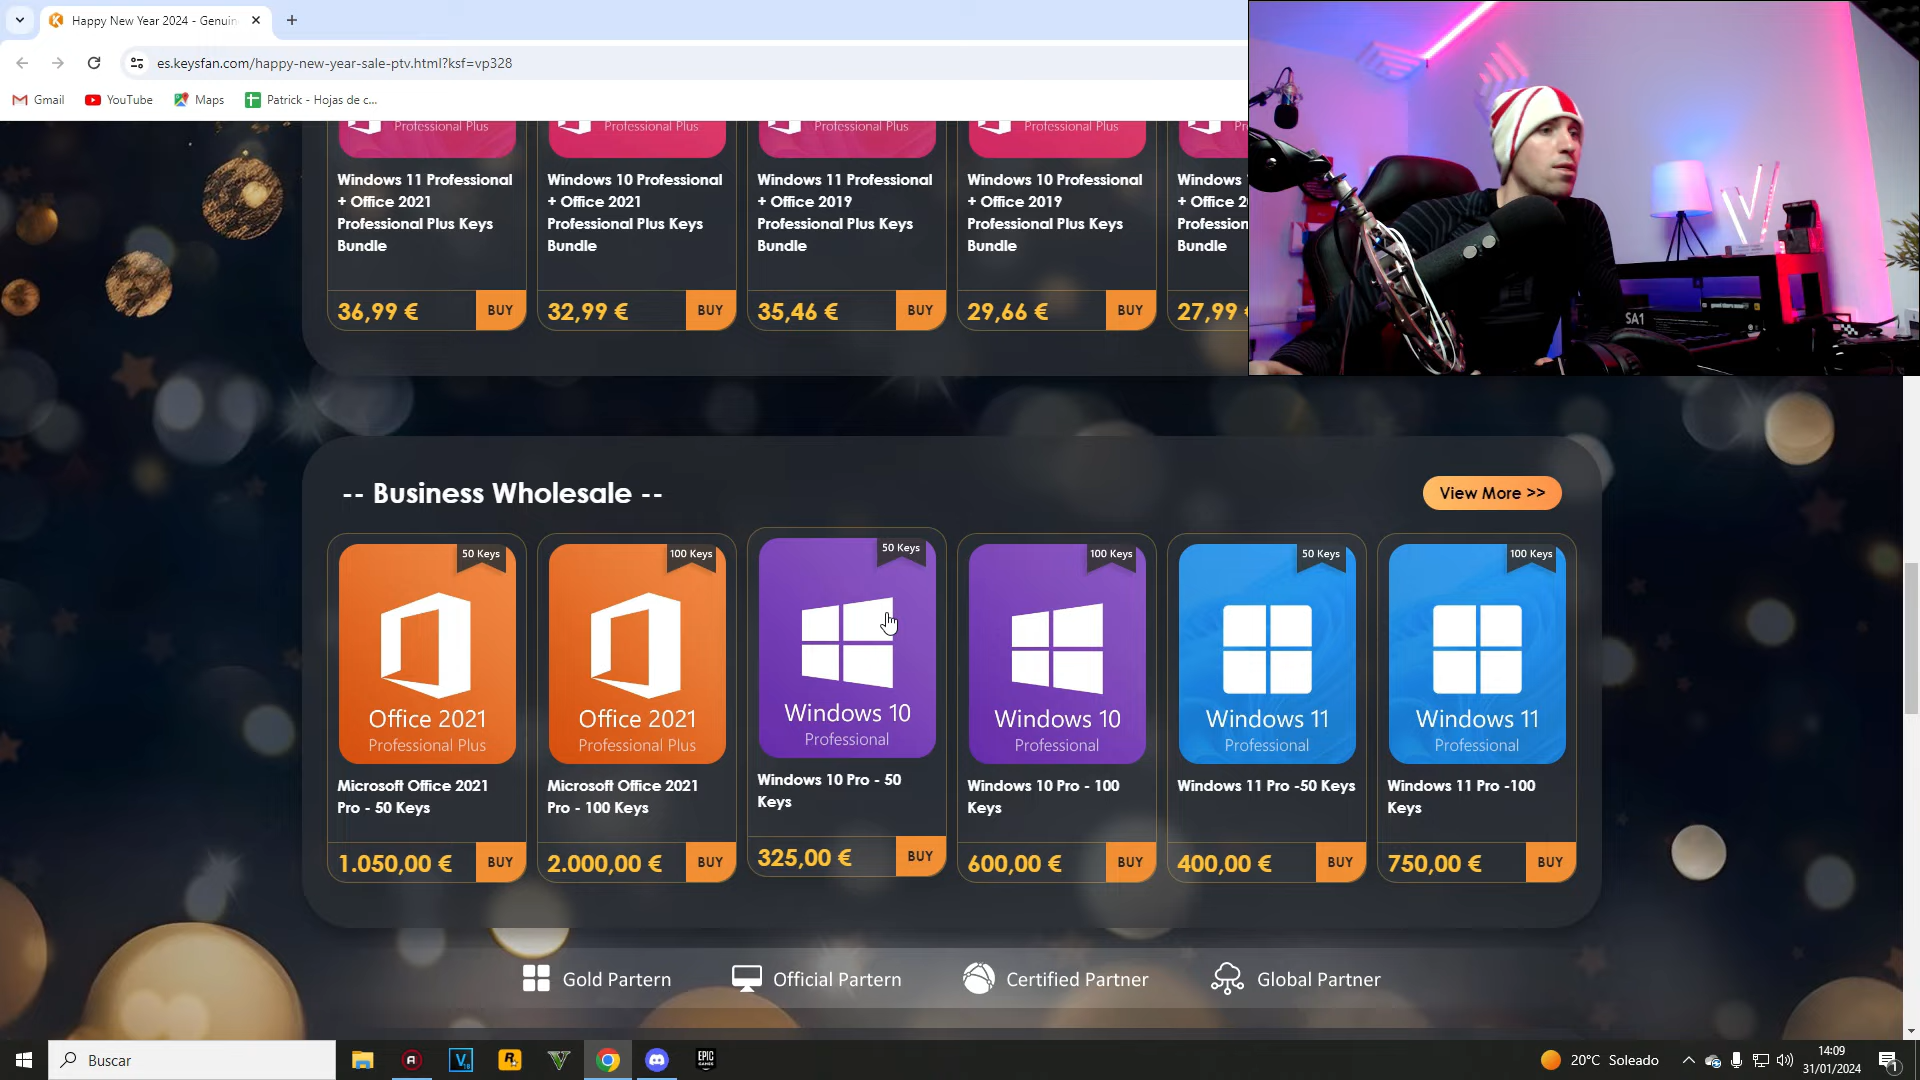 Happy New Year 2024 - Genuin
es.keysfan.com/happy-new-year-sale-ptv.html?ksf=vp328
Gmail
YouTube
Maps
Patrick - Hojas de c...
Professional Plus
Professional Plus
Professional Plus
Professional Plus
Windows 11 Professional
+ Office 2021
Professional Plus Keys
Bundle
Windows 10 Professional
+ Office 2021
Professional Plus Keys
Bundle
Windows 11 Professional
+ Office 2019
Professional Plus Keys
Bundle
Windows 10 Professional
+ Office 2019
Professional Plus Keys
Bundle
Windows
+ Office 2
Professional
Bundle
36,99 €
BUY
32,99 €
BUY
35,46 €
BUY
29,66 €
BUY
27,99
SA1
-- Business Wholesale --
View More >>
50 Keys
Office 2021
Professional Plus
Microsoft Office 2021
Pro - 50 Keys
1.050,00 €
BUY
100 Keys
Office 2021
Professional Plus
Microsoft Office 2021
Pro - 100 Keys
2.000,00 €
BUY
50 Keys
Windows 10
Professional
Windows 10 Pro - 50
Keys
325,00 €
BUY
100 Keys
Windows 10
Professional
Windows 10 Pro - 100
Keys
600,00 €
BUY
50 Keys
Windows 11
Professional
Windows 11 Pro -50 Keys
400,00 €
BUY
100 Keys
Windows 11
Professional
Windows 11 Pro -100
Keys
750,00 €
BUY
Gold Partern
Official Partern
Certified Partner
Global Partner
Buscar
EPIC GAMES
20°C Soleado
14:09
31/01/2024
1